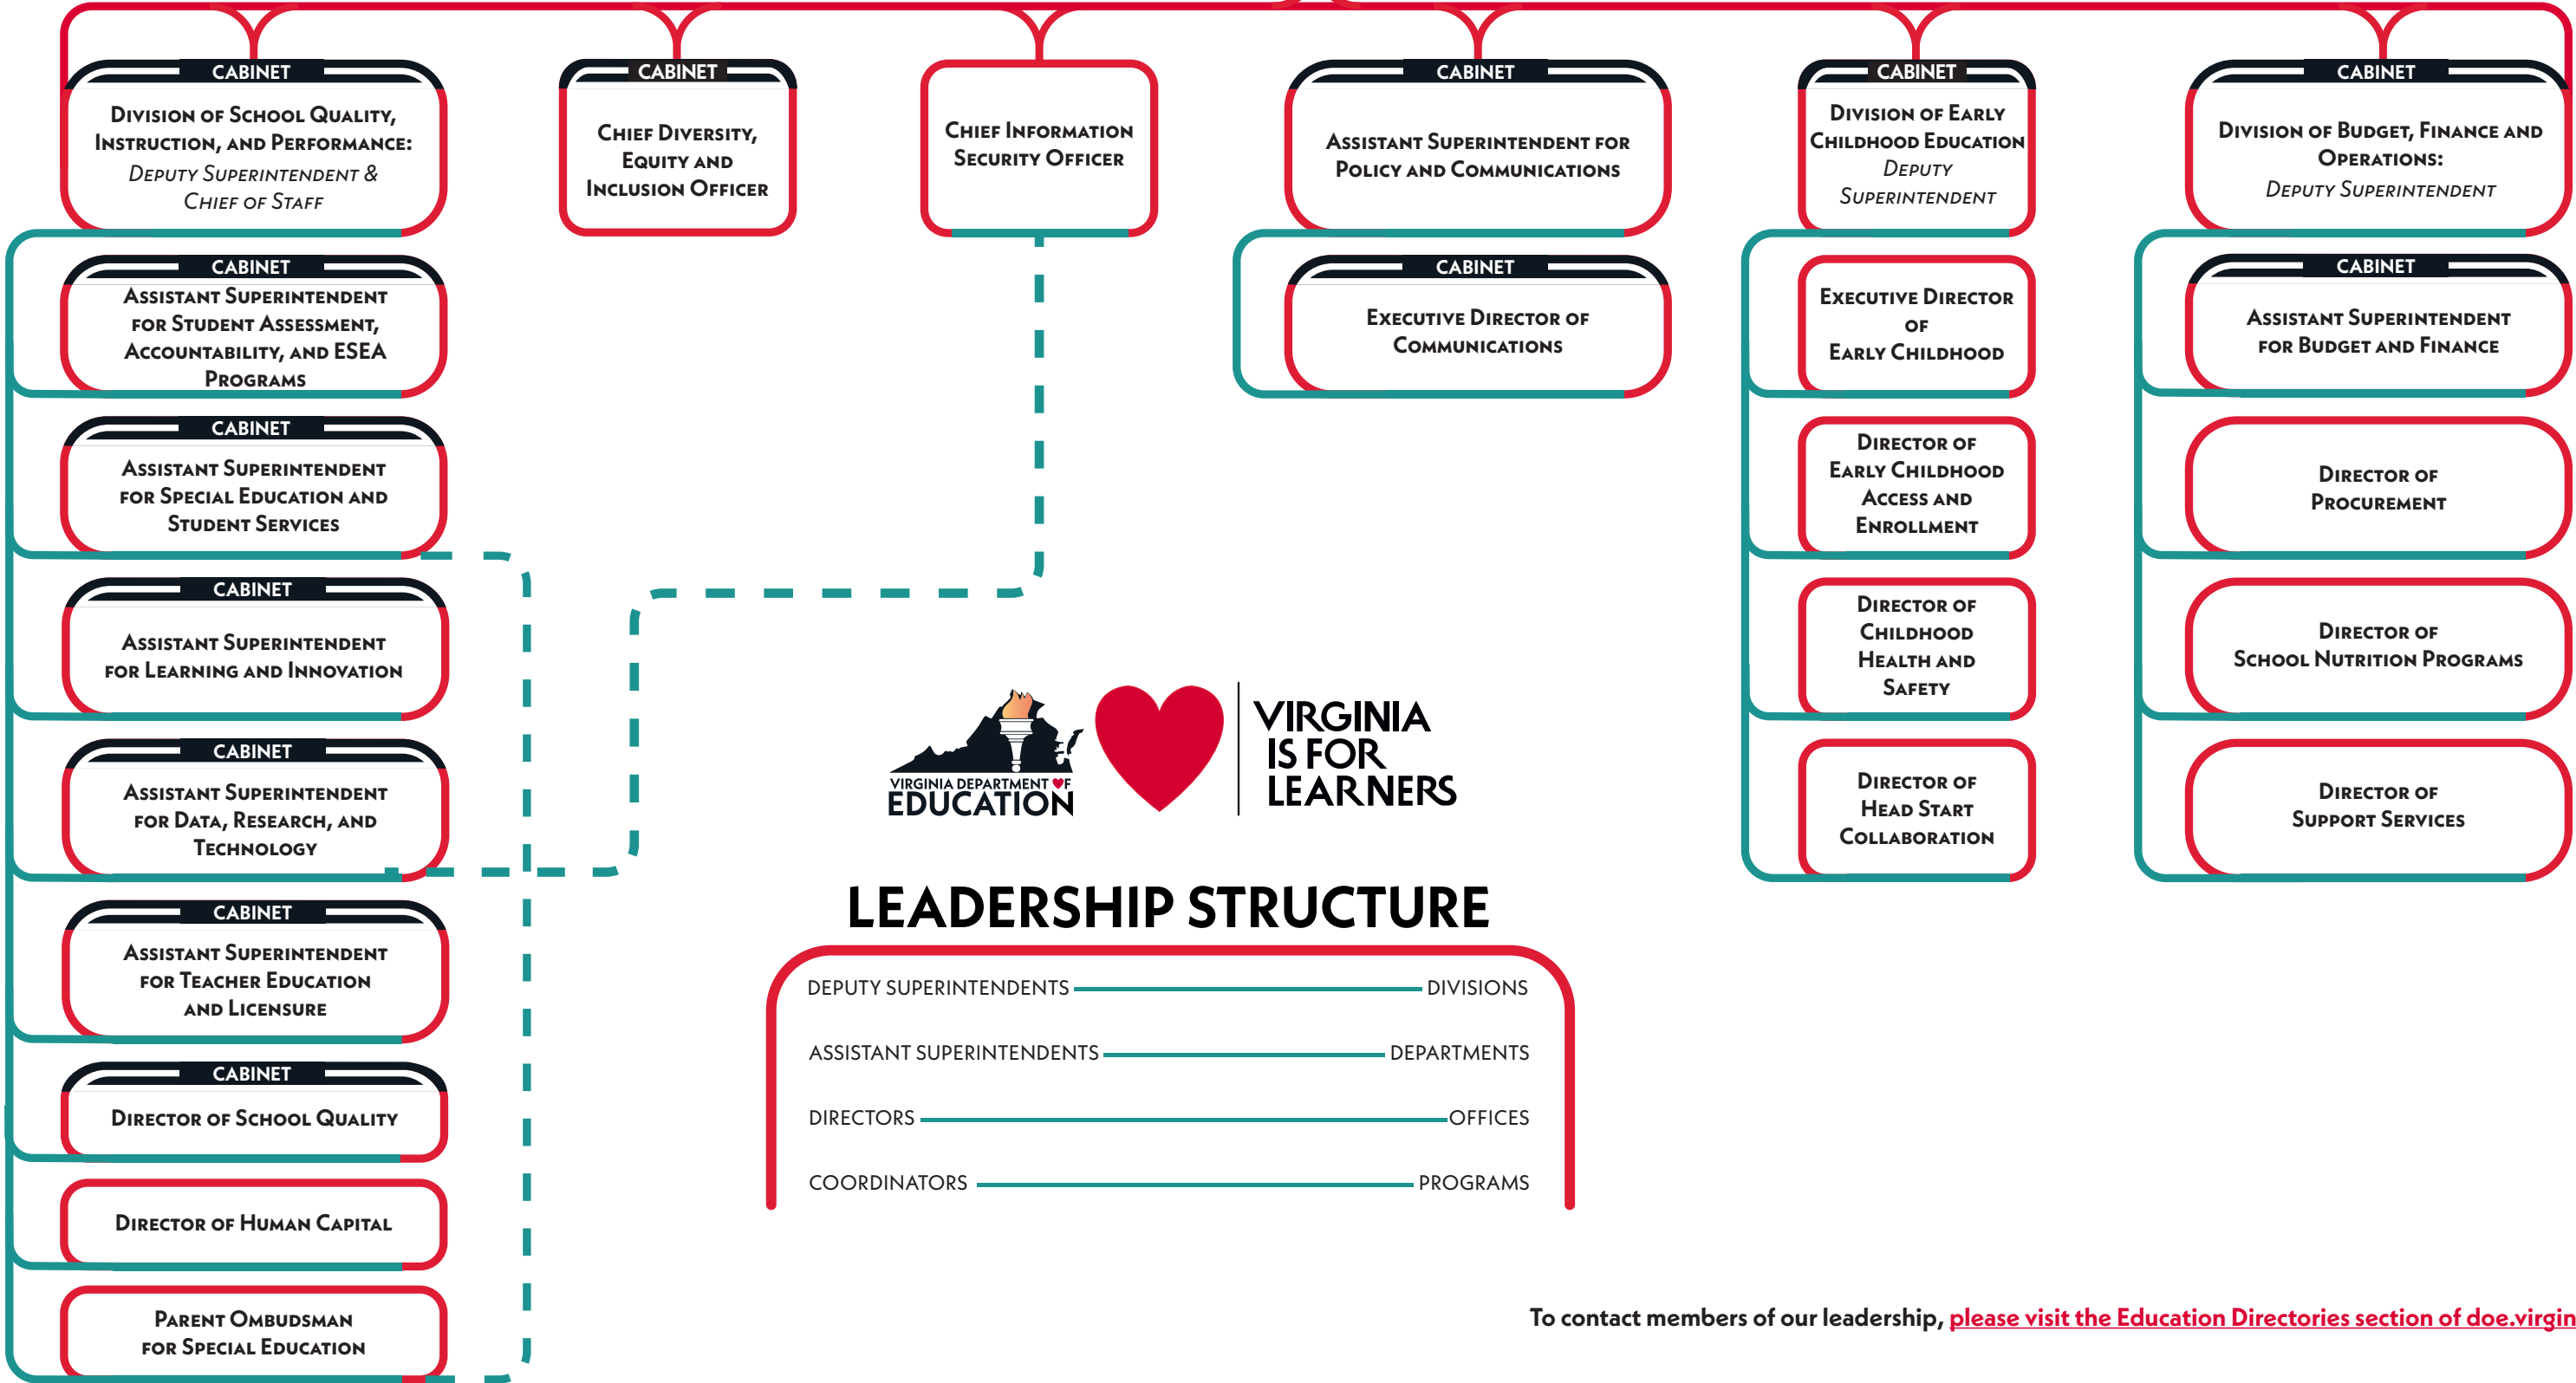 CABINET
Division of School Quality,
Instruction, and Performance:
Deputy Superintendent &
Chief of Staff
CABINET
Assistant Superintendent
for Student Assessment,
Accountability, and ESEA
Programs
CABINET
Assistant Superintendent
for Special Education and
Student Services
CABINET
Assistant Superintendent
for Learning and Innovation
CABINET
Assistant Superintendent
for Data, Research, and
Technology
CABINET
Assistant Superintendent
for Teacher Education
and Licensure
CABINET
Director of School Quality
Director of Human Capital
Parent Ombudsman
for Special Education
CABINET
Chief Diversity,
Equity and
Inclusion Officer
Chief Information
Security Officer
CABINET
Assistant Superintendent for
Policy and Communications
CABINET
Executive Director of
Communications
CABINET
Division of Early
Childhood Education
Deputy
Superintendent
Executive Director
of
Early Childhood
Director of
Early Childhood
Access and
Enrollment
Director of
Childhood
Health and
Safety
Director of
Head Start
Collaboration
CABINET
Division of Budget, Finance and
Operations:
Deputy Superintendent
CABINET
Assistant Superintendent
for Budget and Finance
Director of
Procurement
Director of
School Nutrition Programs
Director of
Support Services
VIRGINIA DEPARTMENT OF
EDUCATION
VIRGINIA
IS FOR
LEARNERS
LEADERSHIP STRUCTURE
DEPUTY SUPERINTENDENTS DIVISIONS
ASSISTANT SUPERINTENDENTS DEPARTMENTS
DIRECTORS OFFICES
COORDINATORS PROGRAMS
To contact members of our leadership, please visit the Education Directories section of doe.virgin